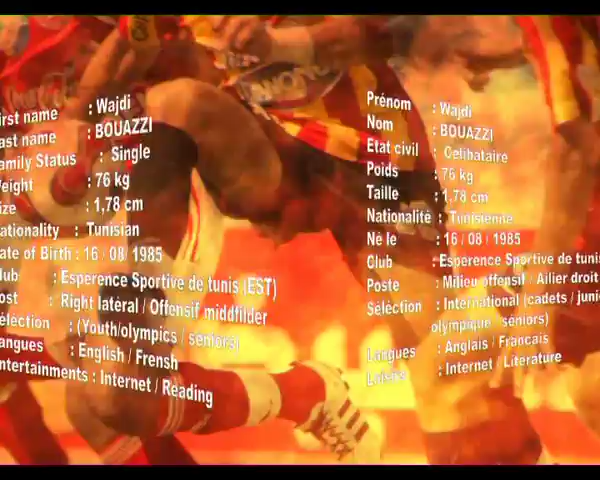 irst name : Wajdi
ast name : BOUAZZI
amily Status : Single
eight : 76 kg
ize : 1,78 cm
ationality : Tunisian
ate of Birth : 16 / 08/ 1985
lub : Esperence Sportive de tunis (EST)
ost : Right latéral / Offensif middfilder
élection : (Youth/olympics / seniors)
angues : English / Frensh
ntertainments : Internet / Reading
Prénom : Wajdi
Nom : BOUAZZI
Etat civil : Celibataire
Poids : 76 kg
Taille : 1,78 cm
Nationalité : Tunisienne
Né le : 16 / 08 / 1985
Club : Esperence Sportive de tunis
Poste : Milieu offensif / Ailier droit
Sélection : International (cadets / juni
olympique séniors)
Langues : Anglais / Francais
Loisirs : Internet / Literature